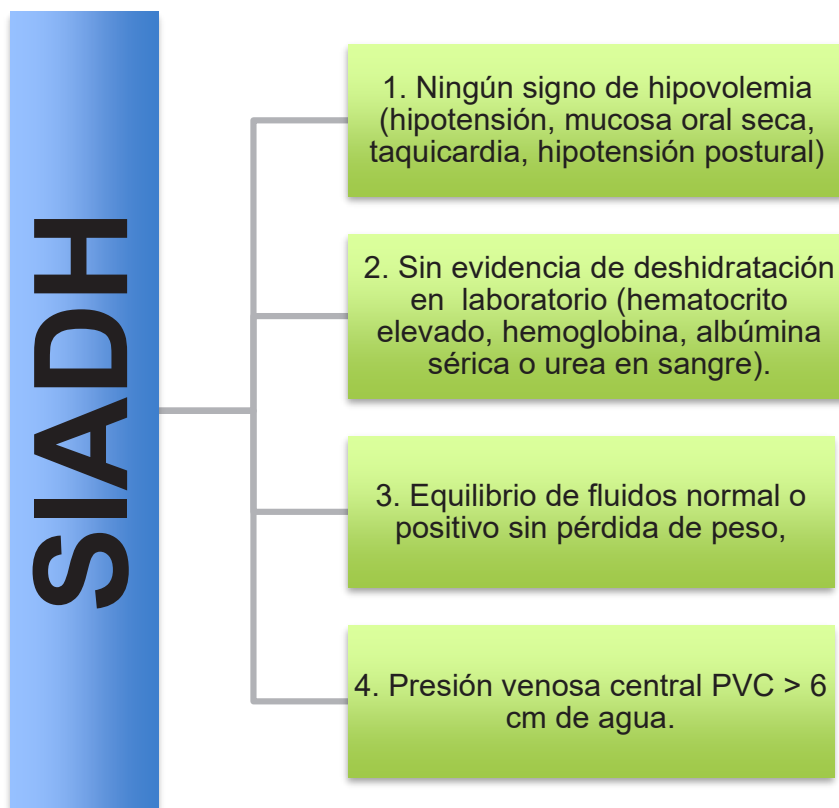 SIADH
1. Ningún signo de hipovolemia
(hipotensión, mucosa oral seca,
taquicardia, hipotensión postural)
2. Sin evidencia de deshidratación
en laboratorio (hematocrito
elevado, hemoglobina, albúmina
sérica o urea en sangre).
3. Equilibrio de fluidos normal o
positivo sin pérdida de peso,
4. Presión venosa central PVC > 6
cm de agua.